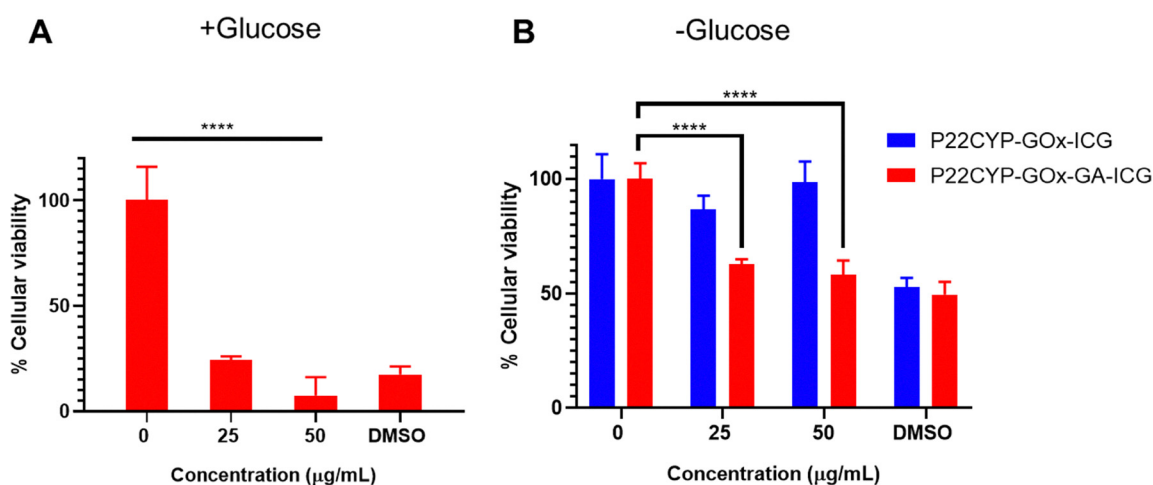 A
+Glucose
****
% Cellular viability
100
50
0
0 25 50 DMSO
Concentration (μg/mL)
B
-Glucose
****
****
P22CYP-GOx-ICG
P22CYP-GOx-GA-ICG
% Cellular viability
100
50
0
0 25 50 DMSO
Concentration (μg/mL)